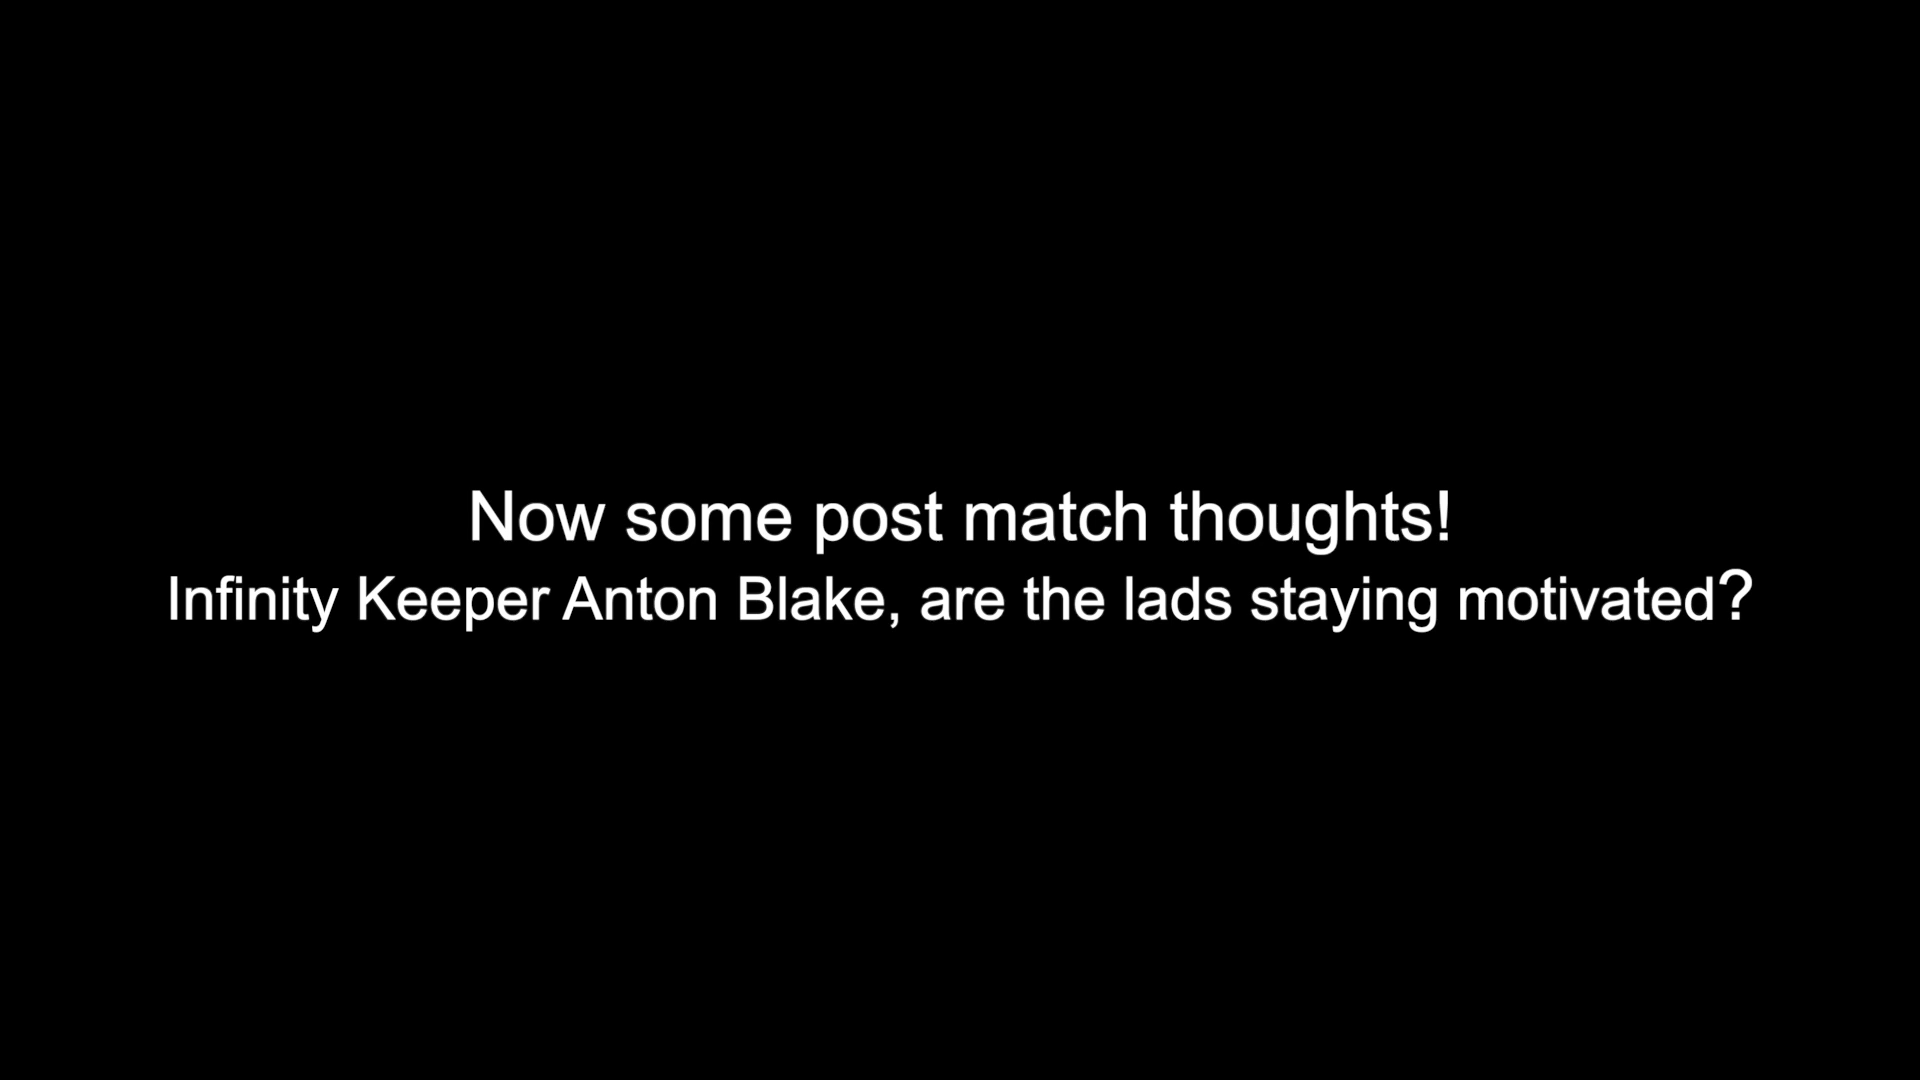 Now some post match thoughts!
Infinity Keeper Anton Blake, are the lads staying motivated?